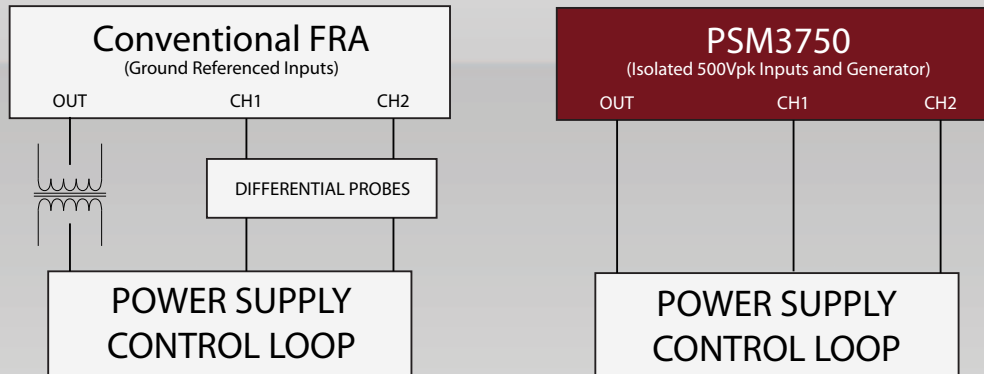 Conventional FRA
(Ground Referenced Inputs)
OUT CH1 CH2
DIFFERENTIAL PROBES
POWER SUPPLY
CONTROL LOOP
PSM3750
(Isolated 500Vpk Inputs and Generator)
OUT CH1 CH2
POWER SUPPLY
CONTROL LOOP